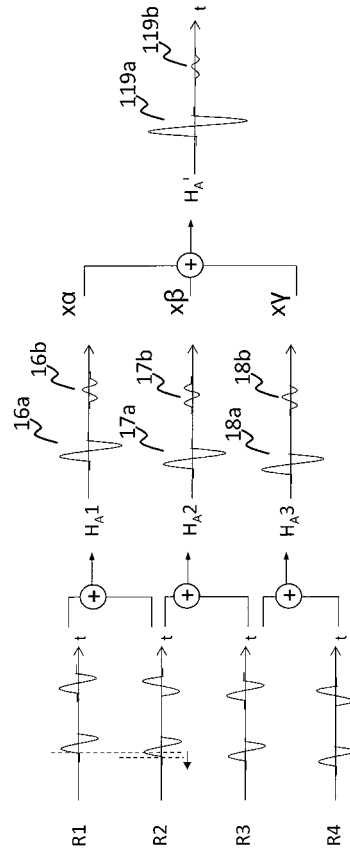 R1
R2
R3
R4
t
t
t
t
+
+
+
H_A1
H_A2
H_A3
16a
16b
17a
17b
18a
18b
xα
xβ
xγ
+
H_A'
119a
119b
t